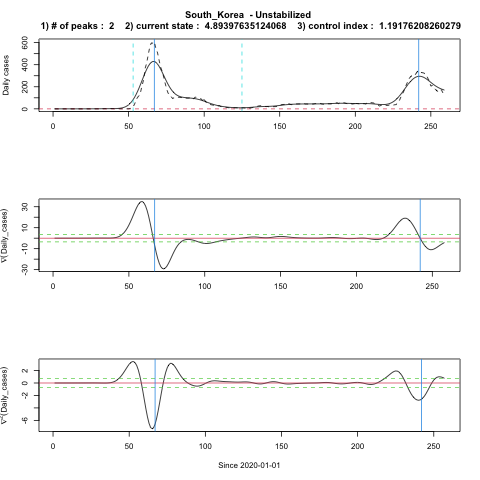 South_Korea - Unstabilized
1) # of peaks : 2 2) current state : 4.89397635124068 3) control index : 1.19176208260279
Daily cases
600
400
200
0
0 50 100 150 200 250
∇(Daily_cases)
30
10
-10
-30
0 50 100 150 200 250
∇²(Daily_cases)
2
0
-2
-6
0 50 100 150 200 250
Since 2020-01-01